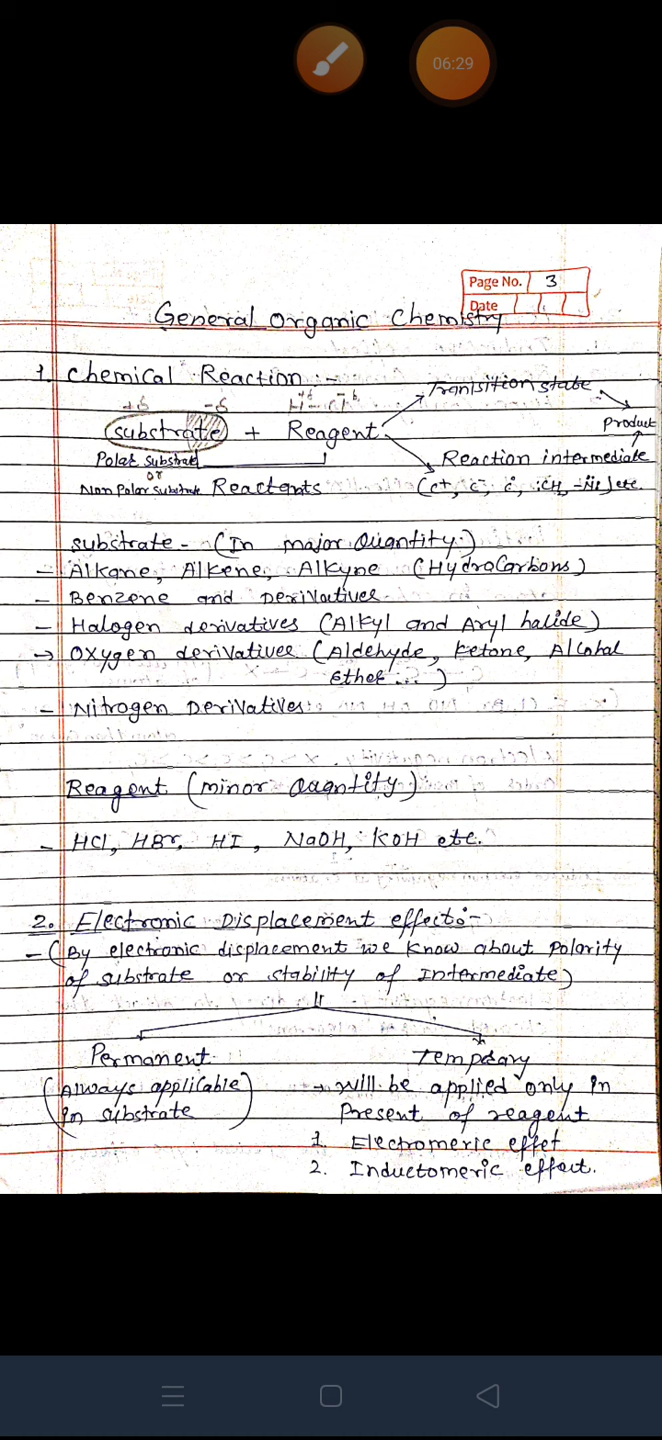 06:29
Page No. 3
Date
General Organic Chemistry
1. Chemical Reaction :-
+δ -δ
substrate + Reagent
Tranisition state
Product
Polar substrate
or
Non Polar substrate
Reactants
Reaction intermediate
substrate - (In major Quantity)
- Alkane, Alkene, Alkyne (HydroCarbons)
- Benzene and Derivatives
- Halogen derivatives (Alkyl and Aryl halide)
→ Oxygen derivatives (Aldehyde, Ketone, Alcohal
Ether ... )
- Nitrogen Derivatives
Reagent (minor Quantity)
- HCl, HBr, HI, NaOH, KOH etc.
2. Electronic Displacement effect :-
- (By electronic displacement we know about Polarity
of substrate or stability of Intermediate)
Permanent
(Always applicable
in substrate)
Tempdary
→ will be applied only in
Present of reagent
1. Electromeric effet
2. Inductomeric effect.